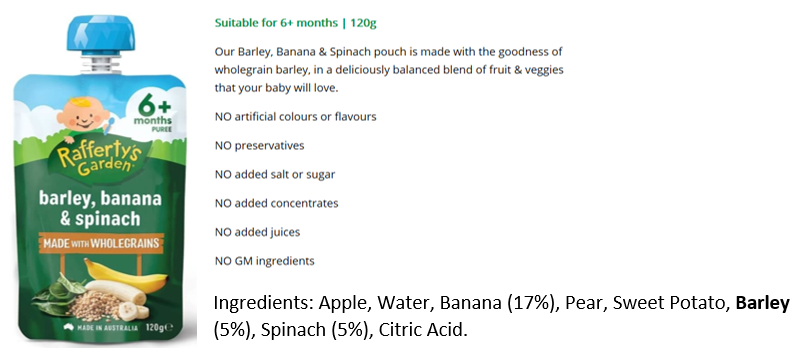 6+
months
PUREE
Rafferty's
Garden
barley, banana
& spinach
MADE WITH WHOLEGRAINS
MADE IN AUSTRALIA 120g℮
Suitable for 6+ months | 120g
Our Barley, Banana & Spinach pouch is made with the goodness of
wholegrain barley, in a deliciously balanced blend of fruit & veggies
that your baby will love.
NO artificial colours or flavours
NO preservatives
NO added salt or sugar
NO added concentrates
NO added juices
NO GM ingredients
Ingredients: Apple, Water, Banana (17%), Pear, Sweet Potato, Barley
(5%), Spinach (5%), Citric Acid.